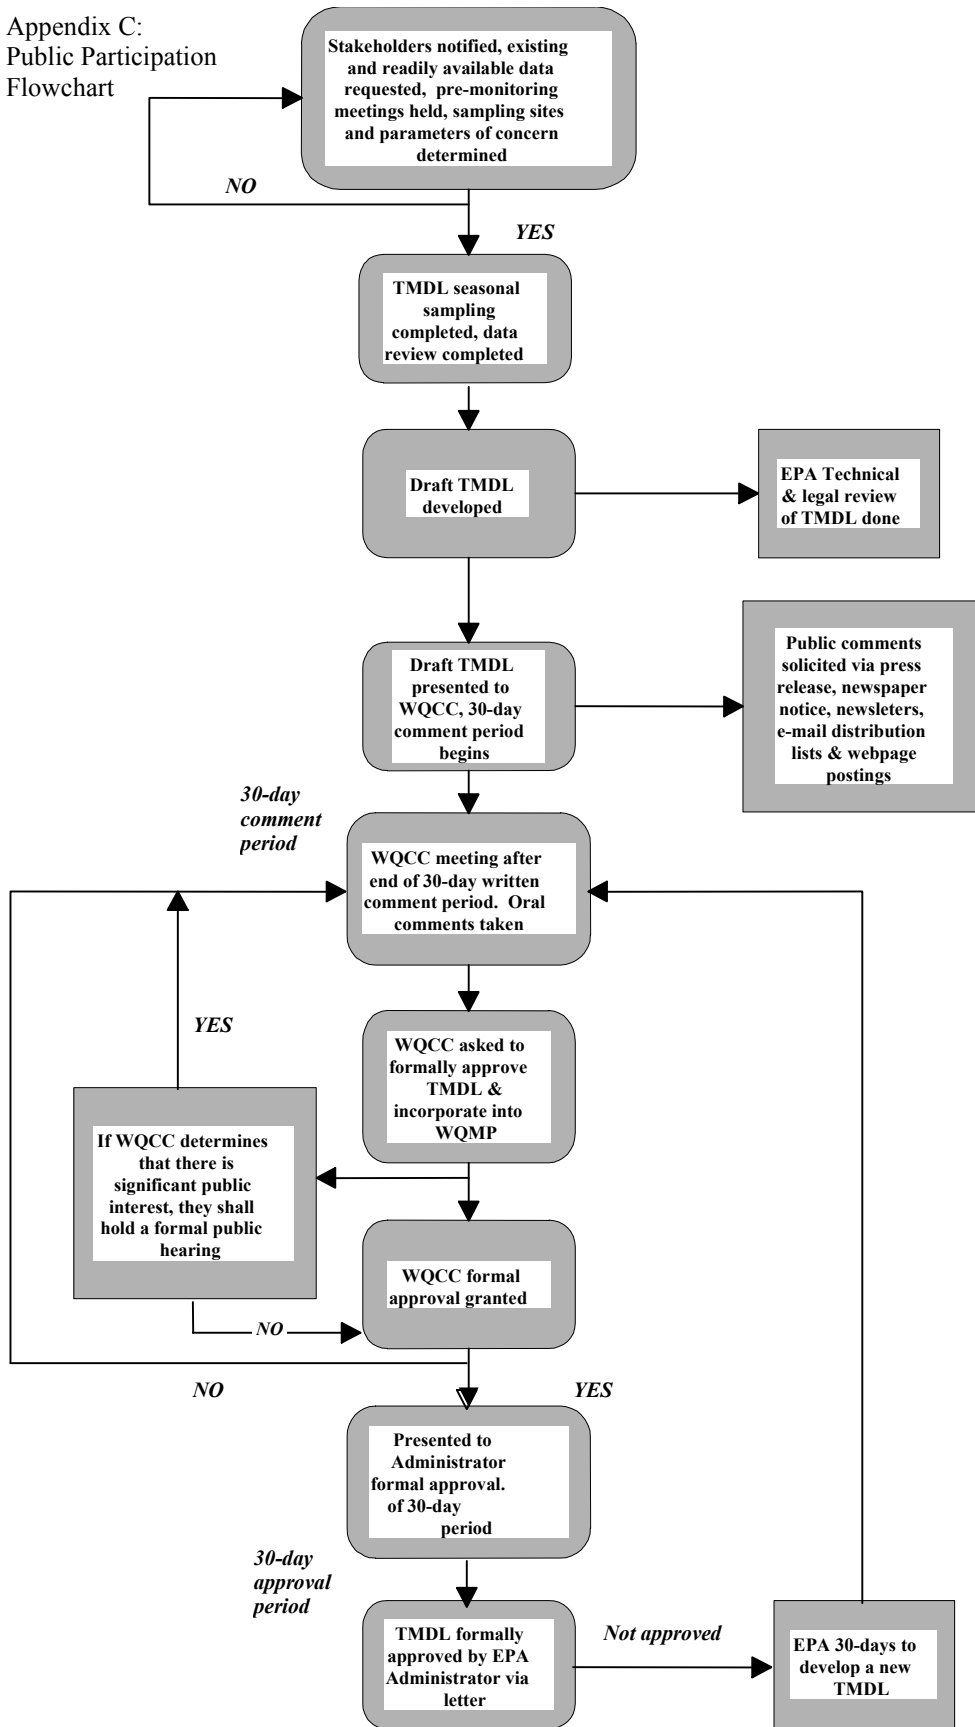 Appendix C:
Public Participation
Flowchart
Stakeholders notified, existing
and readily available data
requested, pre-monitoring
meetings held, sampling sites
and parameters of concern
determined
NO
YES
TMDL seasonal
sampling
completed, data
review completed
Draft TMDL
developed
EPA Technical
& legal review
of TMDL done
Draft TMDL
presented to
WQCC, 30-day
comment period
begins
Public comments
solicited via press
release, newspaper
notice, newsleters,
e-mail distribution
lists & webpage
postings
30-day
comment
period
WQCC meeting after
end of 30-day written
comment period. Oral
comments taken
YES
WQCC asked to
formally approve
TMDL &
incorporate into
WQMP
If WQCC determines
that there is
significant public
interest, they shall
hold a formal public
hearing
WQCC formal
approval granted
NO
NO
YES
Presented to
Administrator
formal approval.
of 30-day
period
30-day
approval
period
TMDL formally
approved by EPA
Administrator via
letter
Not approved
EPA 30-days to
develop a new
TMDL